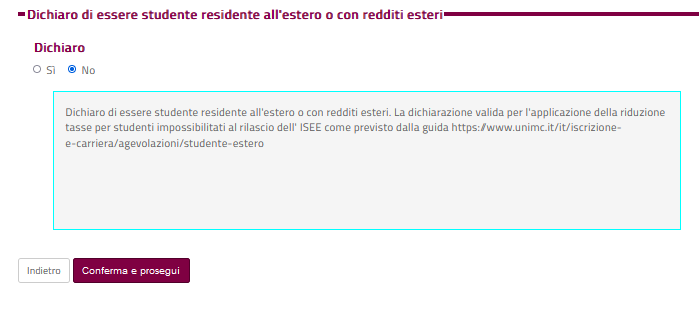 Dichiaro di essere studente residente all'estero o con redditi esteri
Dichiaro
Sì No
Dichiaro di essere studente residente all'estero o con redditi esteri. La dichiarazione valida per l'applicazione della riduzione
tasse per studenti impossibilitati al rilascio dell' ISEE come previsto dalla guida https://www.unimc.it/it/iscrizione-
e-carriera/agevolazioni/studente-estero
Indietro Conferma e prosegui